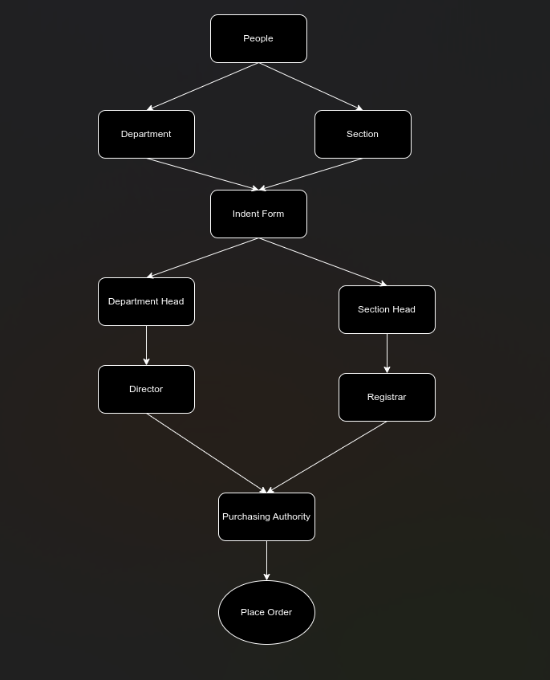 People
Department
Section
Indent Form
Department Head
Section Head
Director
Registrar
Purchasing Authority
Place Order